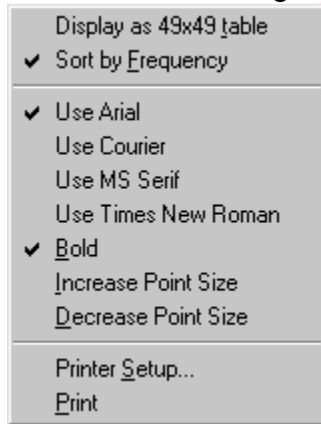 Display as 49x49 table
✔ Sort by Frequency
✔ Use Arial
Use Courier
Use MS Serif
Use Times New Roman
✔ Bold
Increase Point Size
Decrease Point Size
Printer Setup...
Print